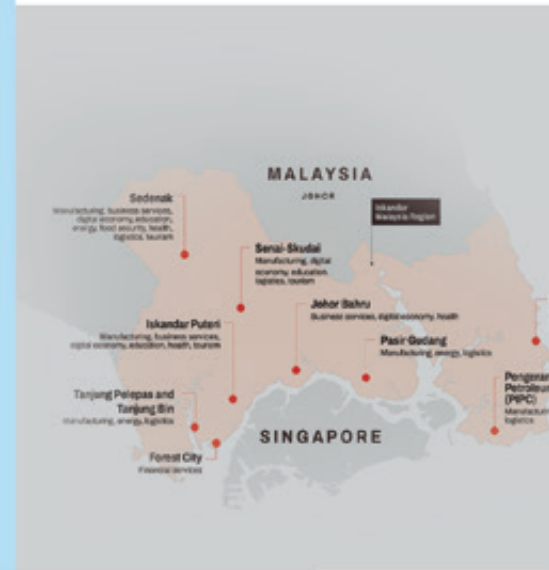 MALAYSIA
JOHOR
Iskandar
Malaysia Region
Sedenak
Manufacturing, business services,
digital economy, education,
energy, food security, health,
logistics, tourism
Senai-Skudai
Manufacturing, digital
economy, education
logistics, tourism
Johor Bahru
Business services, digital economy, health
Iskandar Puteri
Manufacturing, business services,
digital economy, education, health, tourism
Pasir Gudang
Manufacturing, energy, logistics
Tanjung Pelepas and
Tanjung Bin
Manufacturing, energy, logistics
Forest City
Financial services
SINGAPORE
Petroleu
(PIPC)
logistics